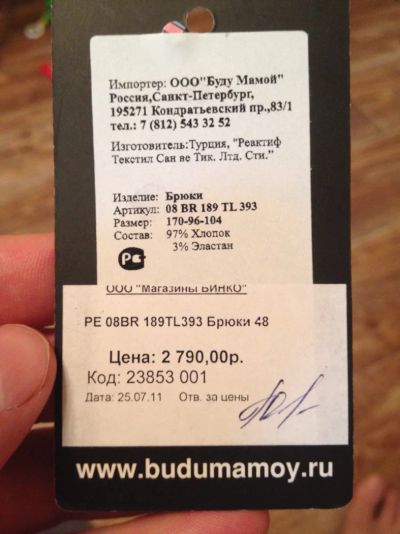 Импортер: ООО"Буду Мамой"
Россия,Санкт-Петербург,
195271 Кондратьевский пр.,83/1
тел.: 7 (812) 543 32 52
Изготовитель:Турция, "Реактиф
Текстил Сан ве Тик. Лтд. Сти."
Изделие: Брюки
Артикул: 08 BR 189 TL 393
Размер: 170-96-104
Состав: 97% Хлопок
3% Эластан
ООО "Магазины БИНКО"
РЕ 08BR 189TL393 Брюки 48
Цена: 2 790,00р.
Код: 23853 001
Дата: 25.07.11 Отв. за цены
www.budumamoy.ru